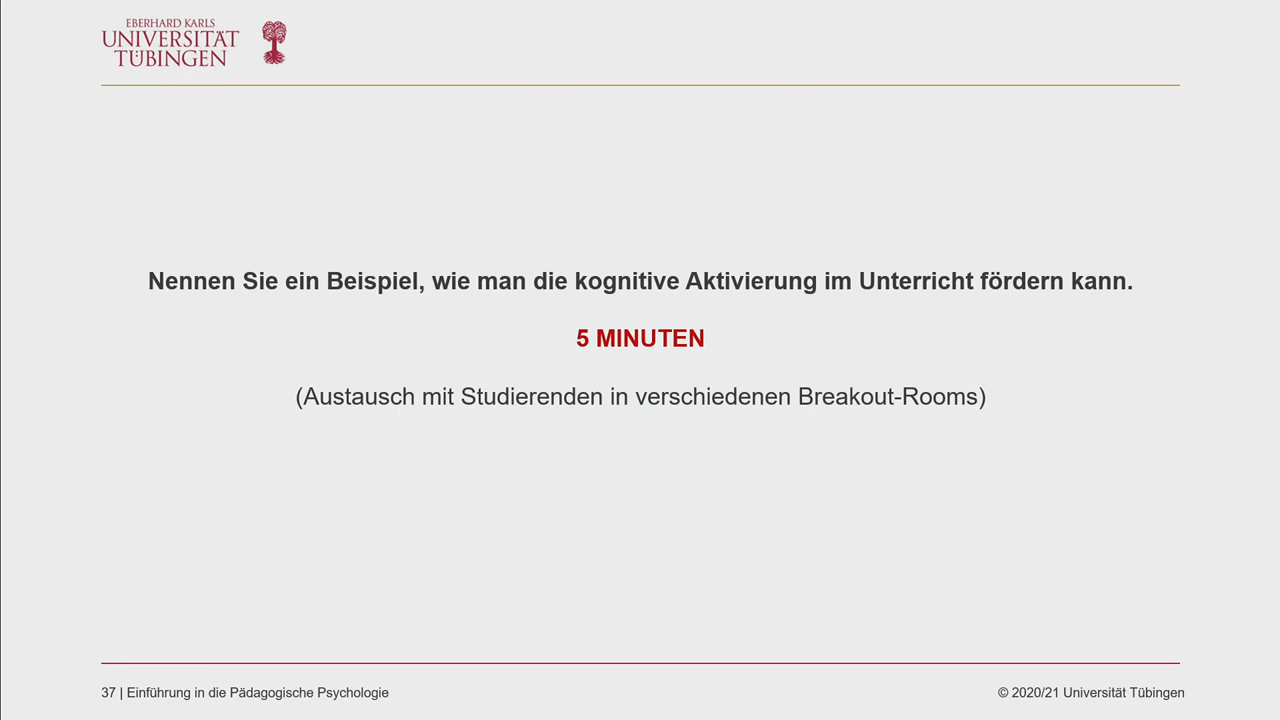 EBERHARD KARLS
UNIVERSITÄT
TÜBINGEN
Nennen Sie ein Beispiel, wie man die kognitive Aktivierung im Unterricht fördern kann.
5 MINUTEN
(Austausch mit Studierenden in verschiedenen Breakout-Rooms)
37 | Einführung in die Pädagogische Psychologie
© 2020/21 Universität Tübingen